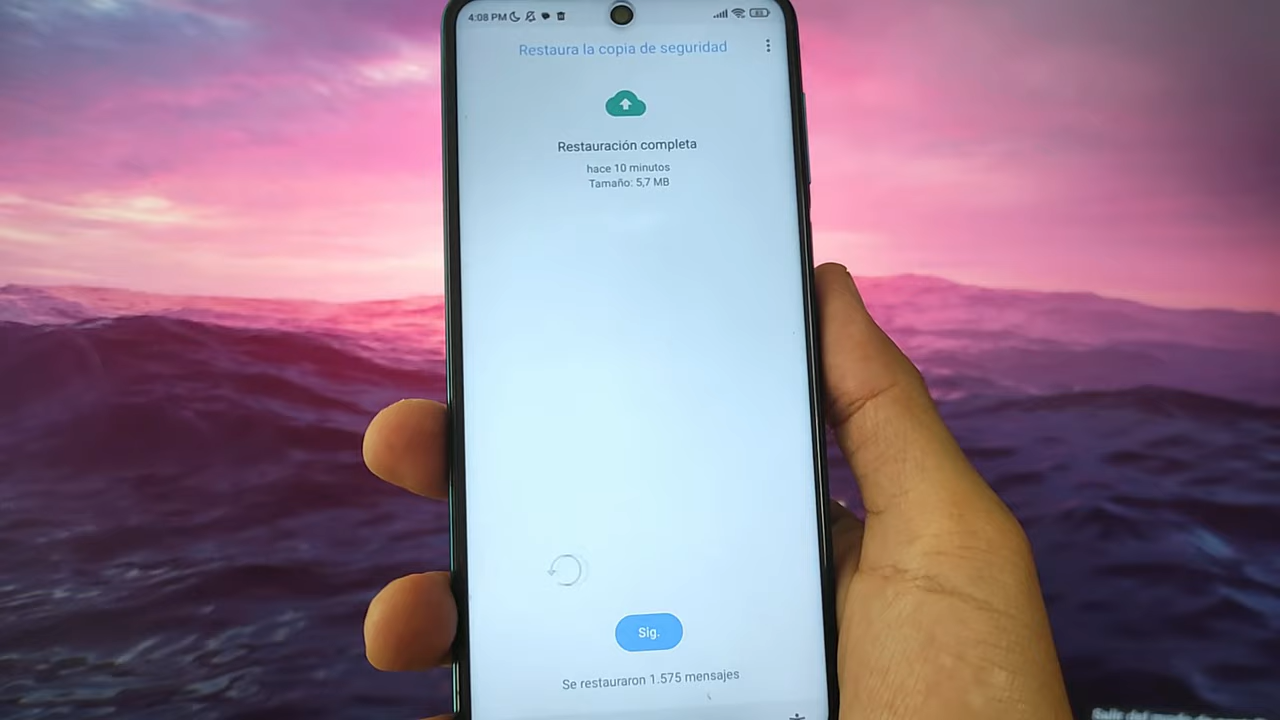 4:08 PM
Restaura la copia de seguridad
Restauración completa
hace 10 minutos
Tamaño: 5,7 MB
Sig.
Se restauraron 1.575 mensajes